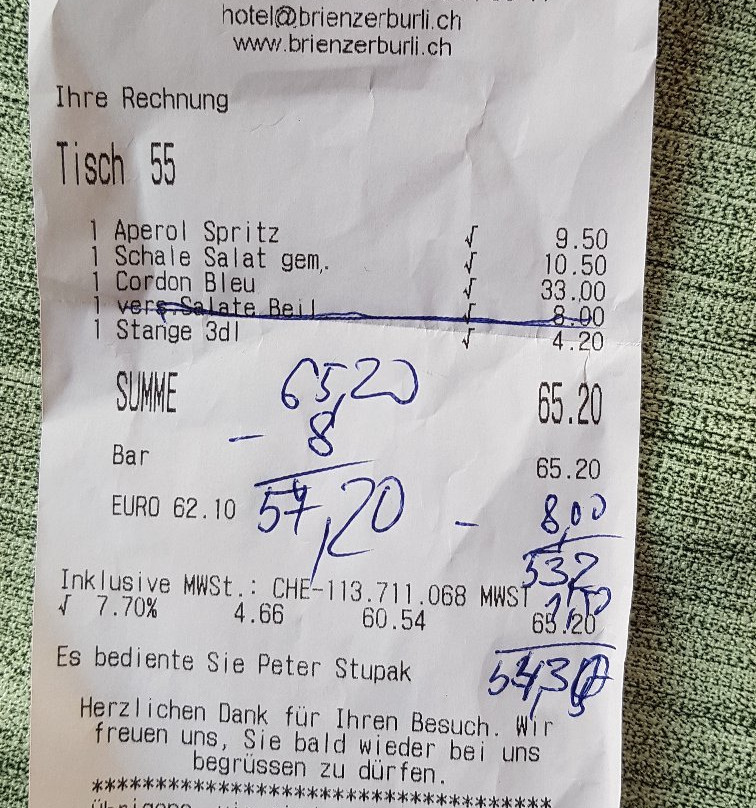 hotel@brienzerburli.ch
www.brienzerburli.ch
Ihre Rechnung
Tisch 55
1 Aperol Spritz √ 9.50
1 Schale Salat gem. √ 10.50
1 Cordon Bleu √ 33.00
1 vers.Salate Beil √ 8.00
1 Stange 3dl √ 4.20
SUMME 65,20 65.20
- 8
Bar 65.20
EURO 62.10 57,20 - 8,00
532
Inklusive MWSt.: CHE-113.711.068 MWST
√ 7.70% 4.66 60.54 65.20
Es bediente Sie Peter Stupak
Herzlichen Dank für Ihren Besuch. Wir
freuen uns, Sie bald wieder bei uns
begrüssen zu dürfen.
***********************************